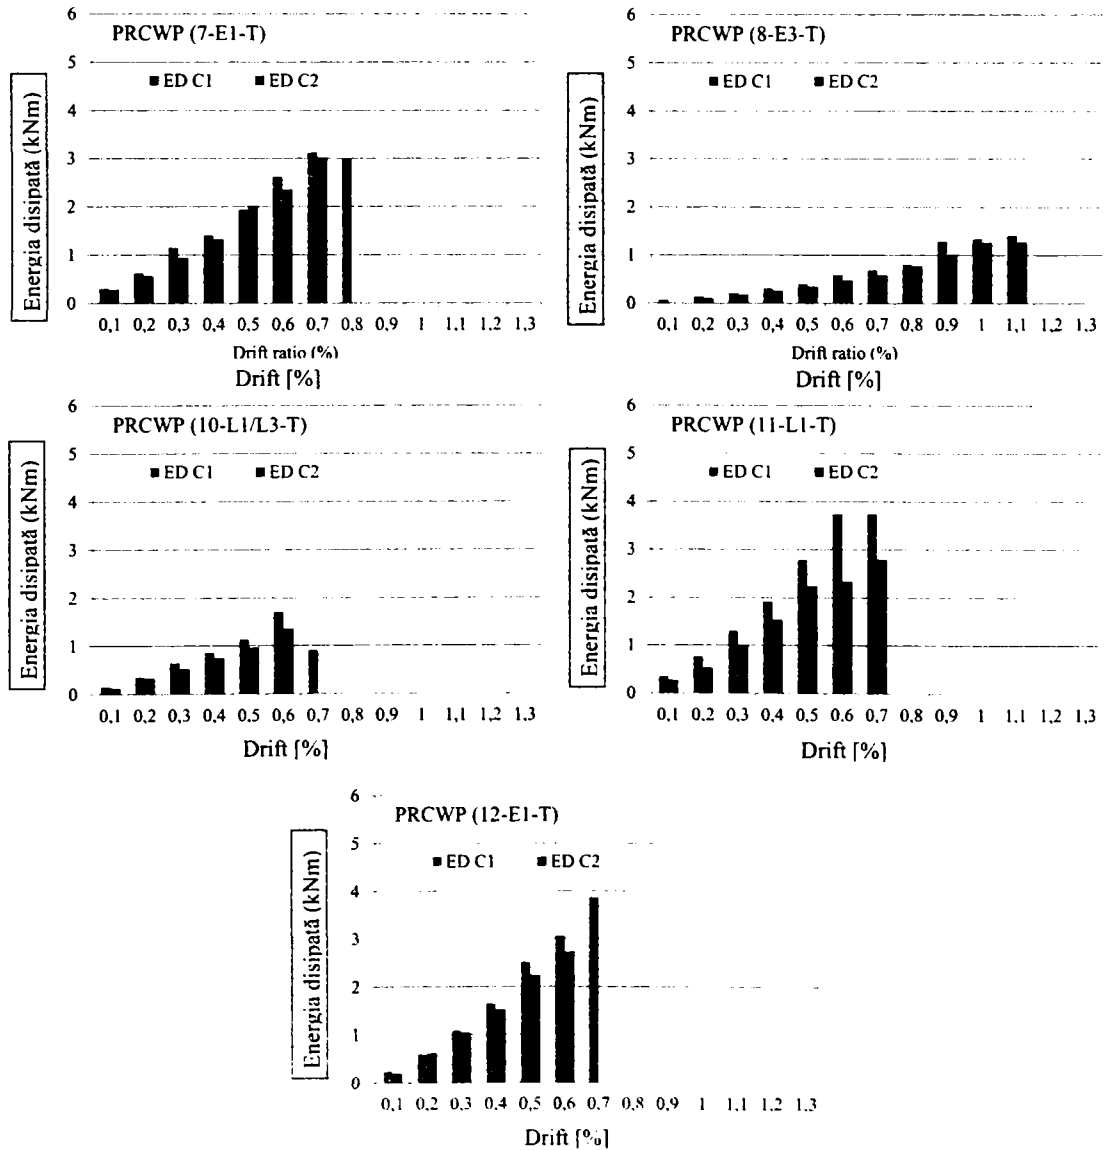 6
PRCWP (7-E1-T)
5
■ ED C1 ■ ED C2
4
3
2
1
0
Energia disipată (kNm)
0,1 0,2 0,3 0,4 0,5 0,6 0,7 0,8 0,9 1 1,1 1,2 1,3
Drift ratio (%)
Drift [%]
6
PRCWP (8-E3-T)
5
■ ED C1 ■ ED C2
4
3
2
1
0
Energia disipată (kNm)
0,1 0,2 0,3 0,4 0,5 0,6 0,7 0,8 0,9 1 1,1 1,2 1,3
Drift ratio (%)
Drift [%]
6
PRCWP (10-L1/L3-T)
5
■ ED C1 ■ ED C2
4
3
2
1
0
Energia disipată (kNm)
0,1 0,2 0,3 0,4 0,5 0,6 0,7 0,8 0,9 1 1,1 1,2 1,3
Drift [%]
6
PRCWP (11-L1-T)
5
■ ED C1 ■ ED C2
4
3
2
1
0
Energia disipată (kNm)
0,1 0,2 0,3 0,4 0,5 0,6 0,7 0,8 0,9 1 1,1 1,2 1,3
Drift [%]
6
PRCWP (12-E1-T)
5
■ ED C1 ■ ED C2
4
3
2
1
0
Energia disipată (kNm)
0,1 0,2 0,3 0,4 0,5 0,6 0,7 0,8 0,9 1 1,1 1,2 1,3
Drift [%]